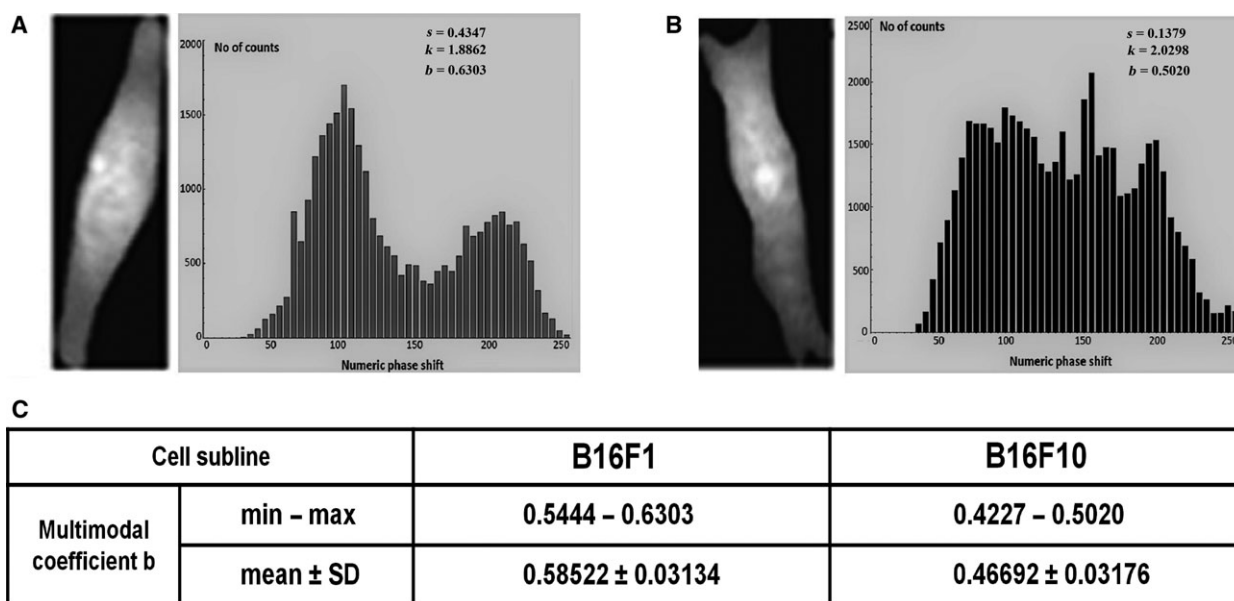 A
No of counts
s = 0.4347
k = 1.8862
b = 0.6303
2000
1500
1000
500
0
0 50 100 150 200 250
Numeric phase shift
B
No of counts
s = 0.1379
k = 2.0298
b = 0.5020
2500
2000
1500
1000
500
0
0 50 100 150 200 250
Numeric phase shift
C
Cell subline B16F1 B16F10
Multimodal coefficient b
min – max 0.5444 – 0.6303 0.4227 – 0.5020
mean ± SD 0.58522 ± 0.03134 0.46692 ± 0.03176